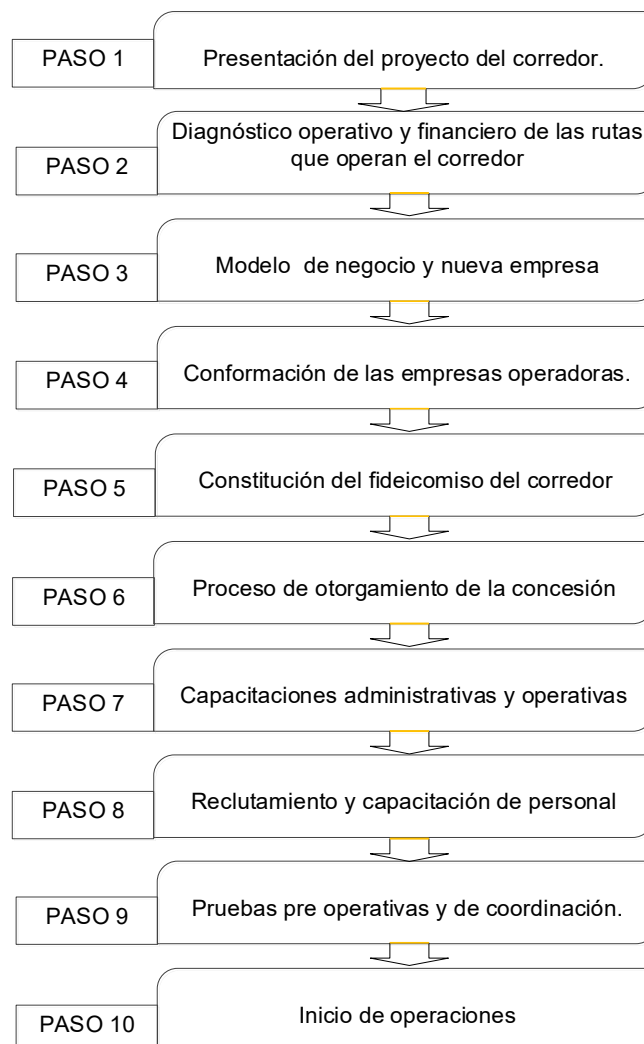 PASO 1
Presentación del proyecto del corredor.
PASO 2
Diagnóstico operativo y financiero de las rutas
que operan el corredor
PASO 3
Modelo de negocio y nueva empresa
PASO 4
Conformación de las empresas operadoras.
PASO 5
Constitución del fideicomiso del corredor
PASO 6
Proceso de otorgamiento de la concesión
PASO 7
Capacitaciones administrativas y operativas
PASO 8
Reclutamiento y capacitación de personal
PASO 9
Pruebas pre operativas y de coordinación.
PASO 10
Inicio de operaciones